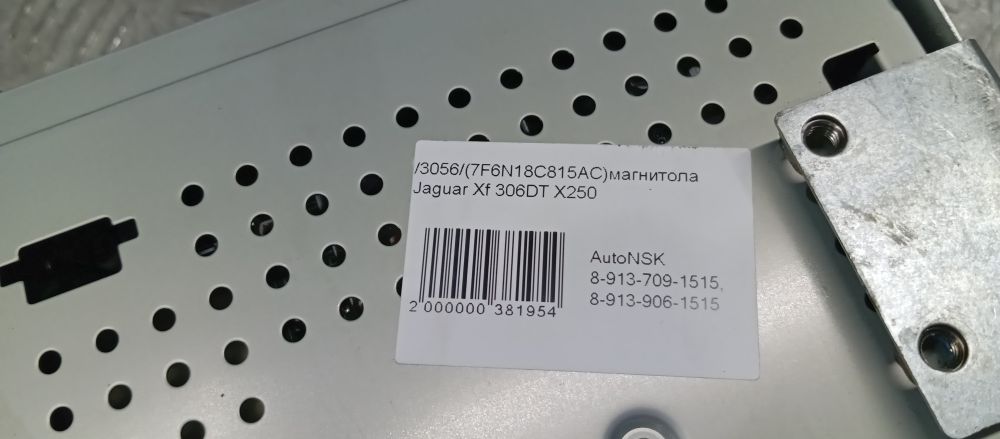 /3056/(7F6N18C815AC)магнитола
Jaguar Xf 306DT X250
AutoNSK
8-913-709-1515,
8-913-906-1515
2 000000 381954